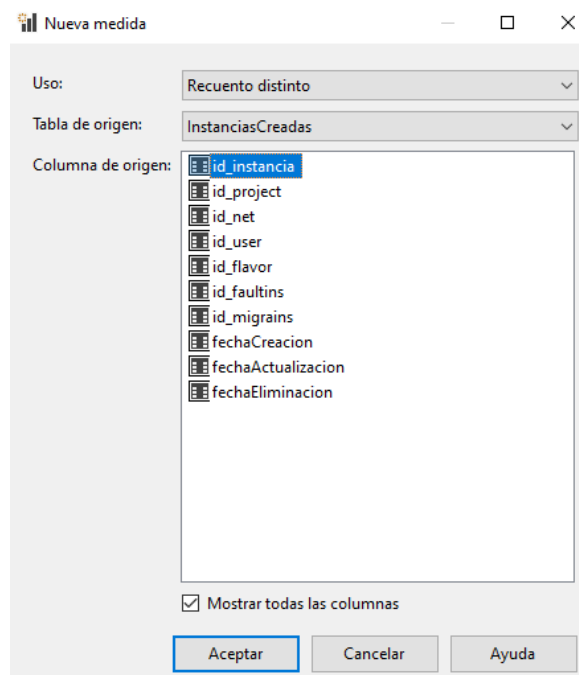 Nueva medida
Uso: Recuento distinto
Tabla de origen: InstanciasCreadas
Columna de origen: id_instancia
id_project
id_net
id_user
id_flavor
id_faultins
id_migrains
fechaCreacion
fechaActualizacion
fechaEliminacion
Mostrar todas las columnas
Aceptar Cancelar Ayuda